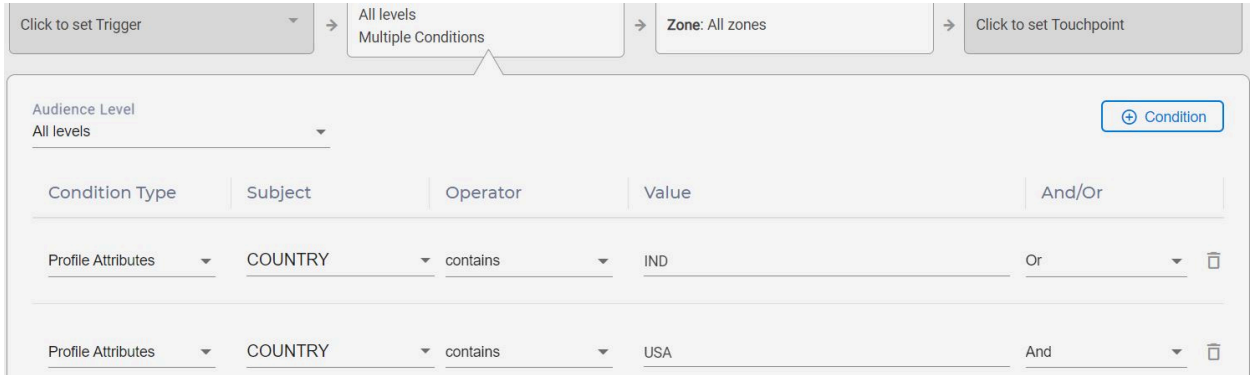 Click to set Trigger
All levels
Multiple Conditions
Zone: All zones
Click to set Touchpoint
Audience Level
All levels
Condition
Condition Type Subject Operator Value And/Or
Profile Attributes COUNTRY contains IND Or
Profile Attributes COUNTRY contains USA And